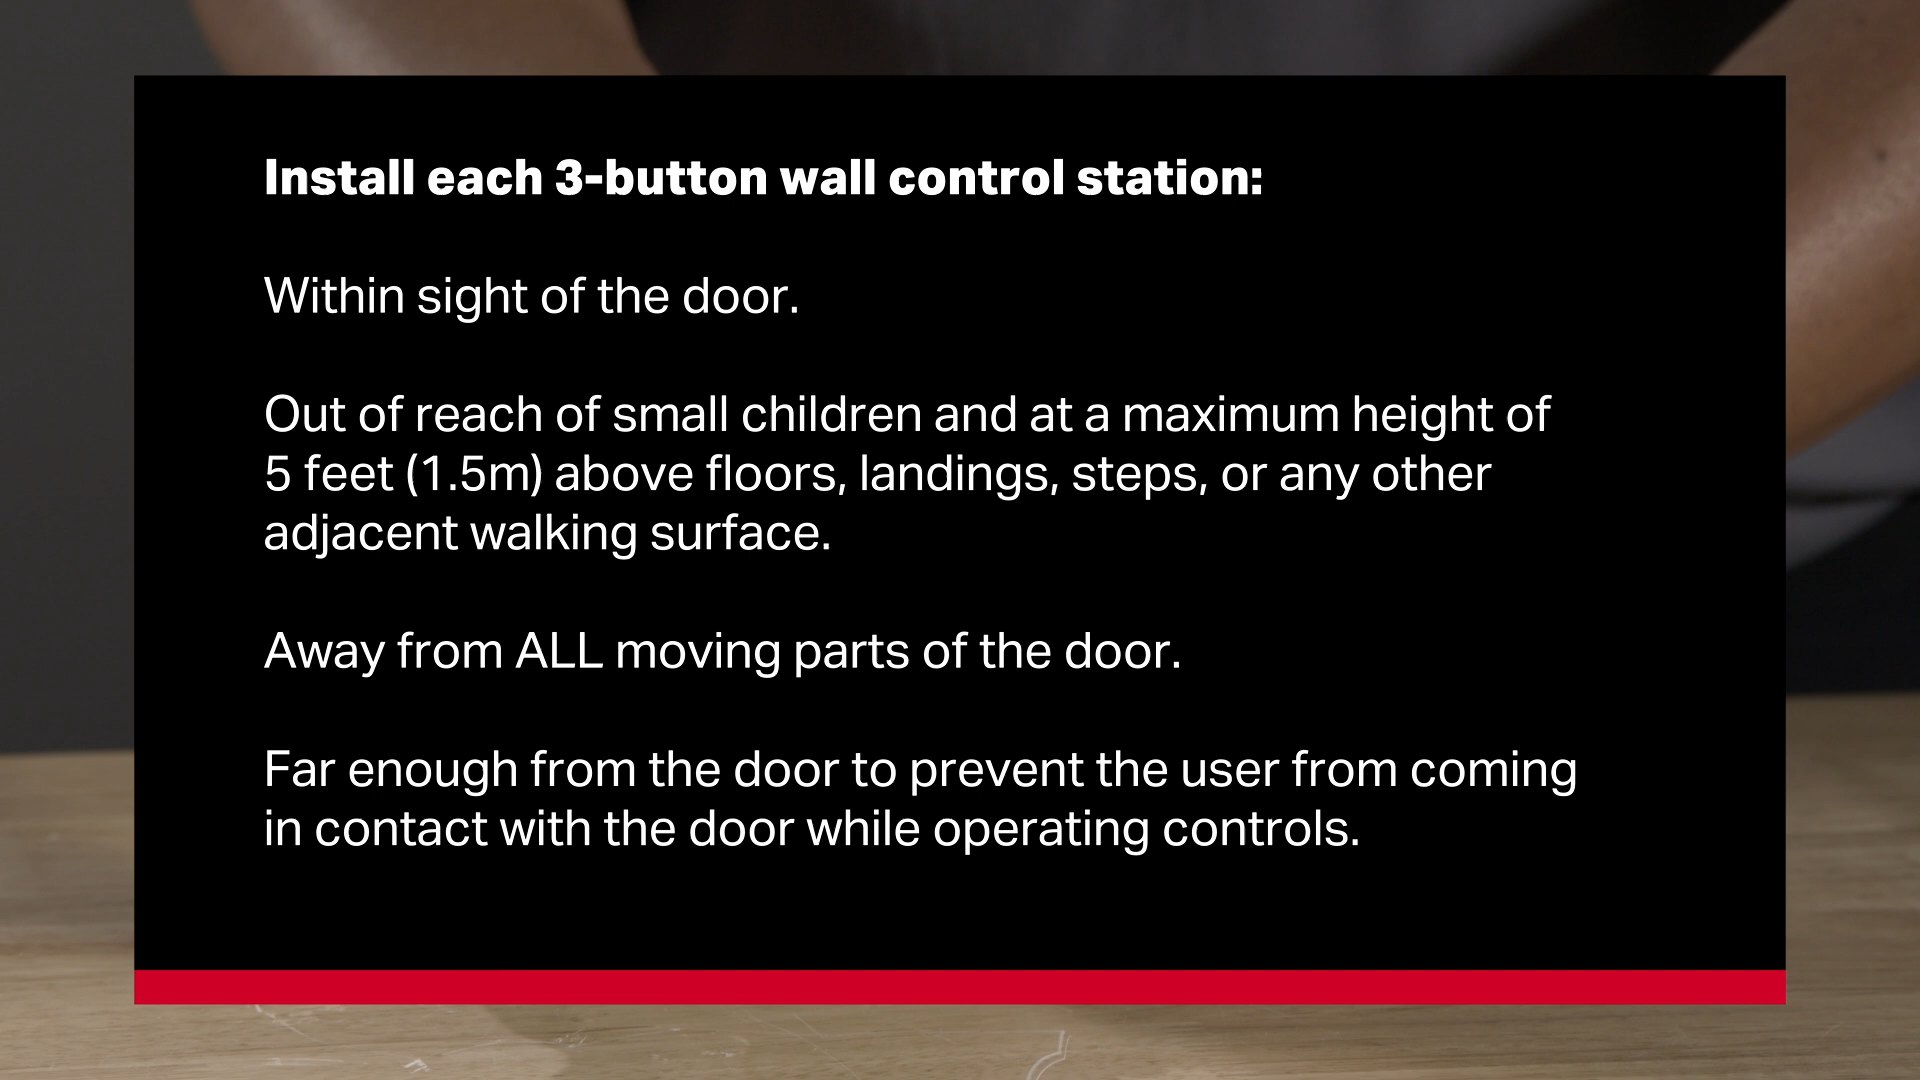 Install each 3-button wall control station:
Within sight of the door.
Out of reach of small children and at a maximum height of
5 feet (1.5m) above floors, landings, steps, or any other
adjacent walking surface.
Away from ALL moving parts of the door.
Far enough from the door to prevent the user from coming
in contact with the door while operating controls.